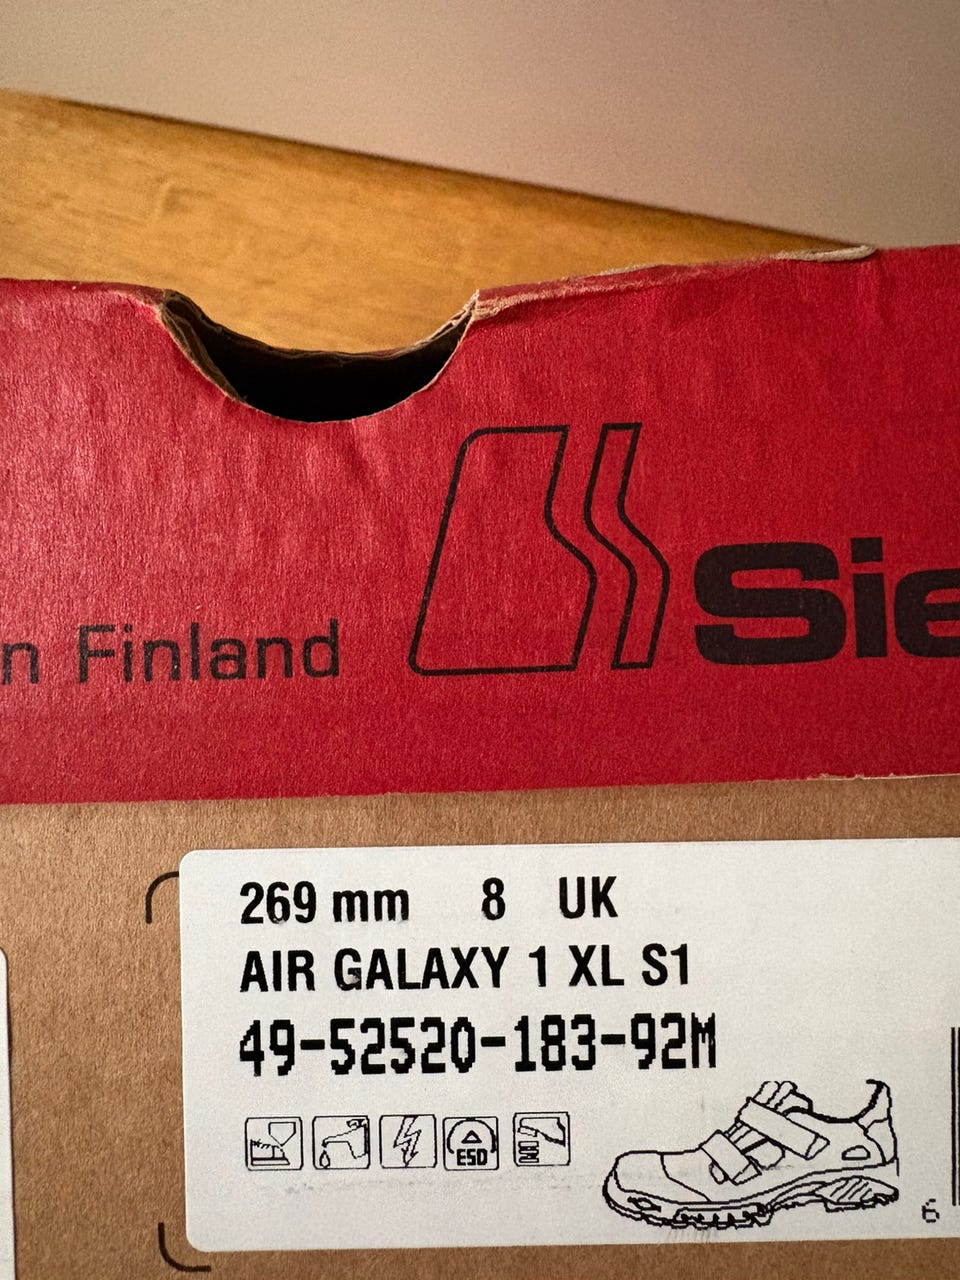 n Finland
Sie
269 mm 8 UK
AIR GALAXY 1 XL S1
49-52520-183-92M
ESD
6